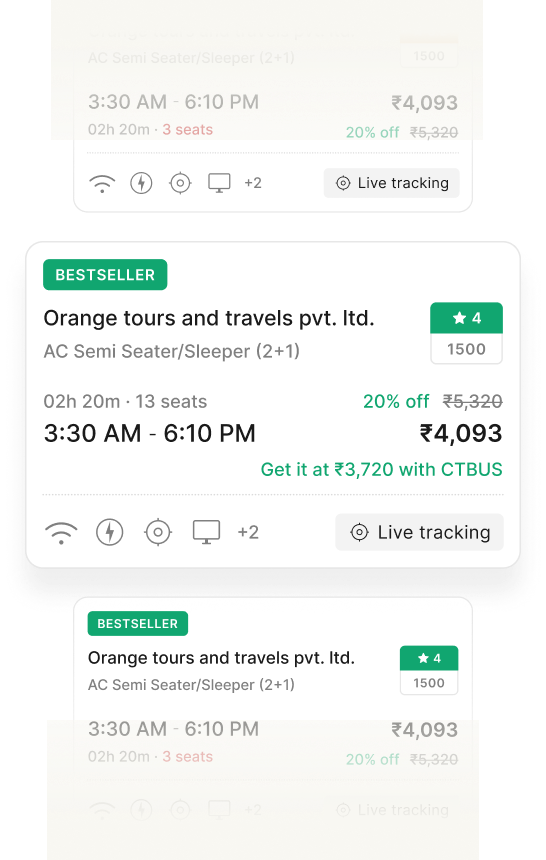 AC Semi Seater/Sleeper (2+1) 1500
3:30 AM - 6:10 PM ₹4,093
02h 20m · 3 seats 20% off ₹5,320
+2 Live tracking
BESTSELLER
Orange tours and travels pvt. ltd. ★ 4
AC Semi Seater/Sleeper (2+1) 1500
02h 20m · 13 seats 20% off ₹5,320
3:30 AM - 6:10 PM ₹4,093
Get it at ₹3,720 with CTBUS
+2 Live tracking
BESTSELLER
Orange tours and travels pvt. ltd. ★ 4
AC Semi Seater/Sleeper (2+1) 1500
3:30 AM - 6:10 PM ₹4,093
02h 20m · 3 seats 20% off ₹5,320
+2 Live tracking